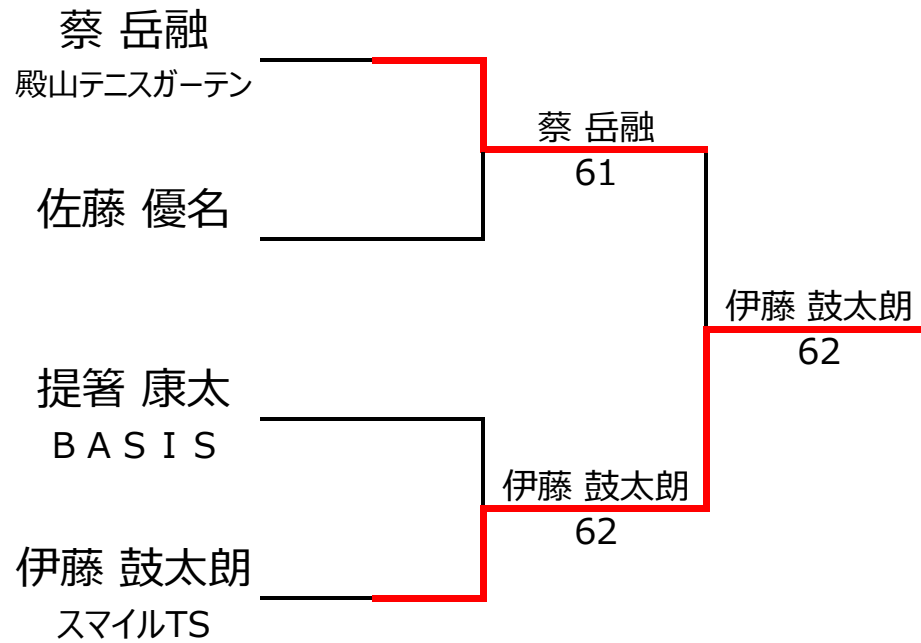 蔡 岳融
殿山テニスガーデン
蔡 岳融
61
佐藤 優名
伊藤 鼓太朗
62
提箸 康太
ＢＡＳＩＳ
伊藤 鼓太朗
62
伊藤 鼓太朗
スマイルTS